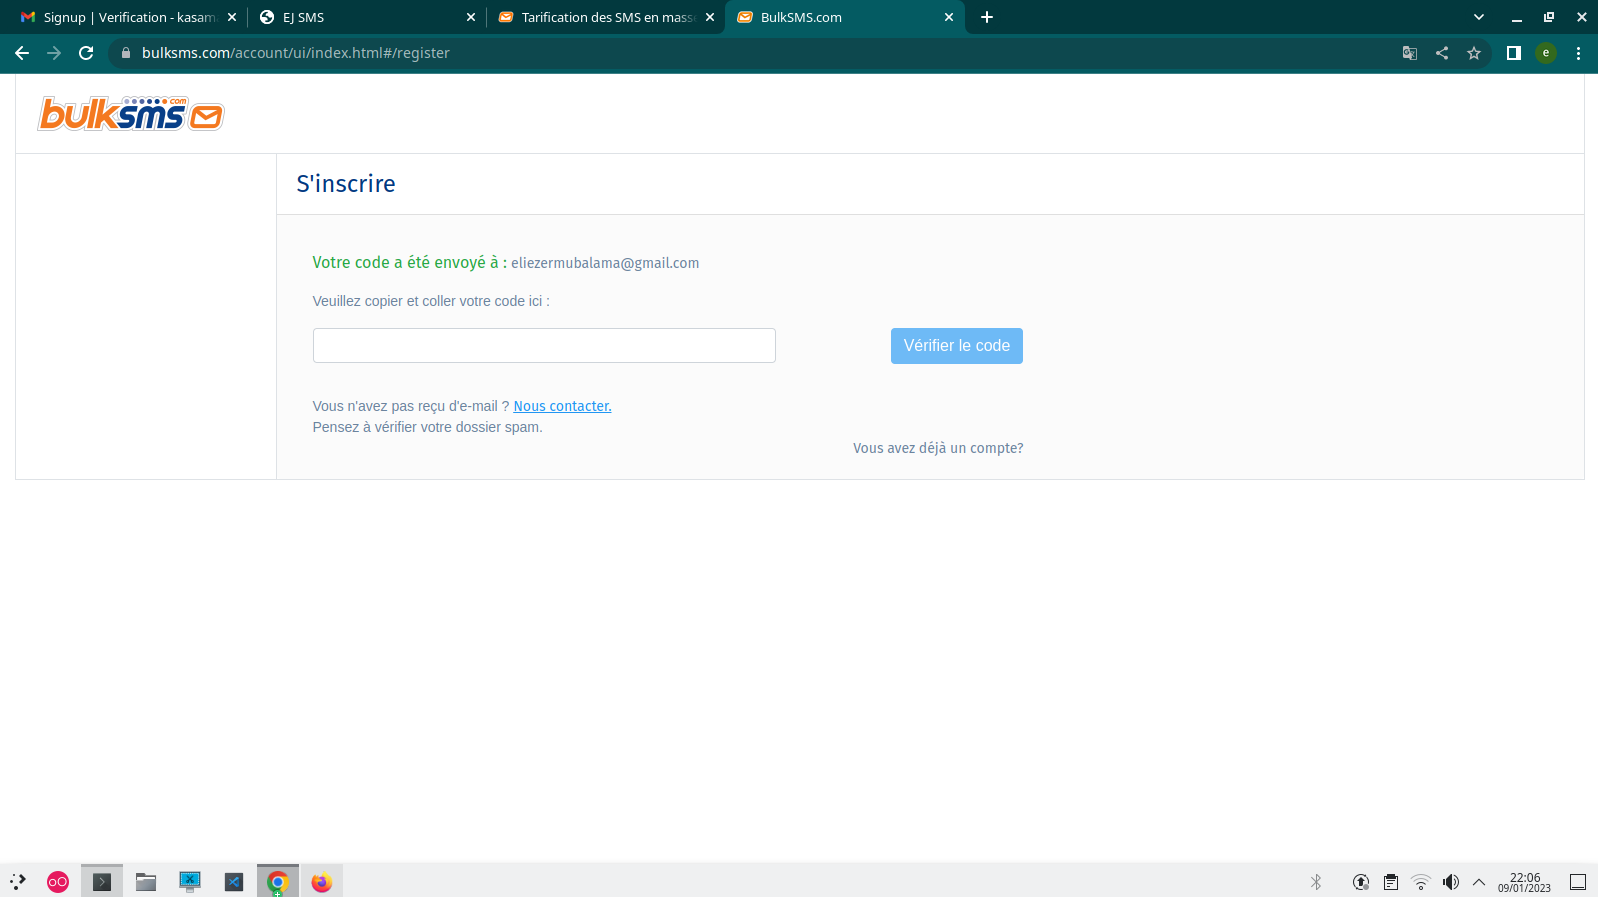 Signup | Verification - kasam
EJ SMS
Tarification des SMS en masse
BulkSMS.com
bulksms.com/account/ui/index.html#/register
e
bulksms.com
S'inscrire
Votre code a été envoyé à : eliezermubalama@gmail.com
Veuillez copier et coller votre code ici :
Vérifier le code
Vous n'avez pas reçu d'e-mail ? Nous contacter.
Pensez à vérifier votre dossier spam.
Vous avez déjà un compte?
22:06
09/01/2023